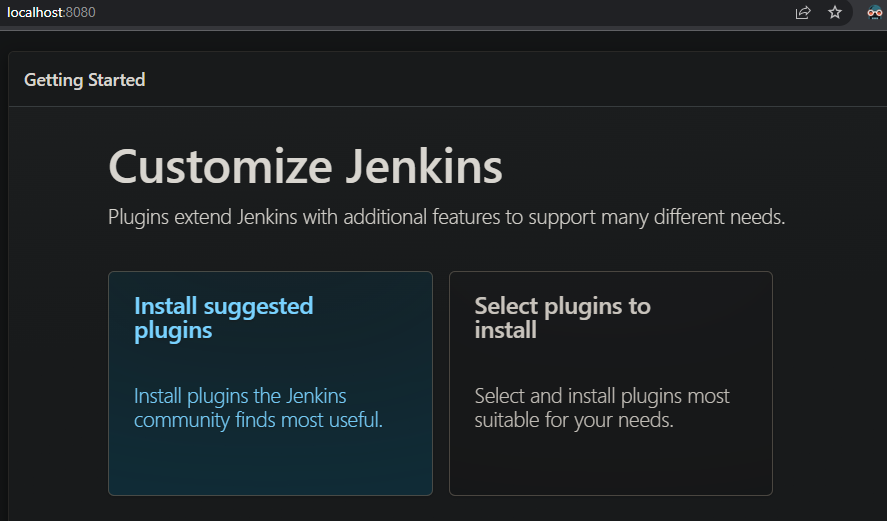 localhost:8080
Getting Started
Customize Jenkins
Plugins extend Jenkins with additional features to support many different needs.
Install suggested
plugins
Install plugins the Jenkins
community finds most useful.
Select plugins to
install
Select and install plugins most
suitable for your needs.